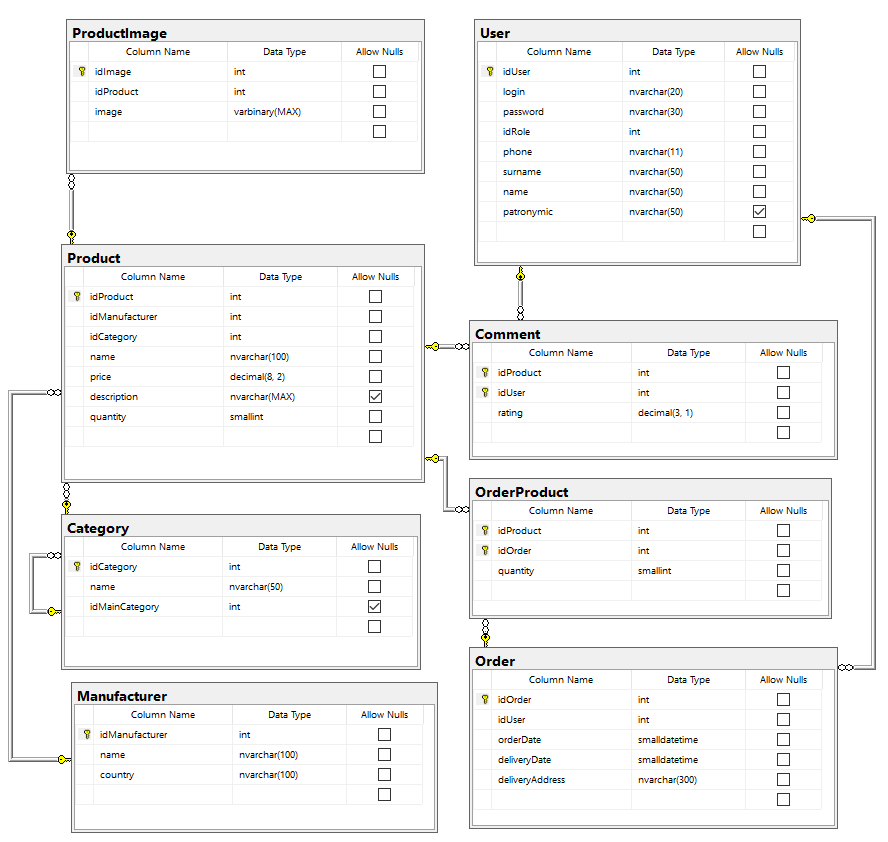 ProductImage
Column Name Data Type Allow Nulls
idImage int
idProduct int
image varbinary(MAX)
User
Column Name Data Type Allow Nulls
idUser int
login nvarchar(20)
password nvarchar(30)
idRole int
phone nvarchar(11)
surname nvarchar(50)
name nvarchar(50)
patronymic nvarchar(50)
Product
Column Name Data Type Allow Nulls
idProduct int
idManufacturer int
idCategory int
name nvarchar(100)
price decimal(8, 2)
description nvarchar(MAX)
quantity smallint
Comment
Column Name Data Type Allow Nulls
idProduct int
idUser int
rating decimal(3, 1)
OrderProduct
Column Name Data Type Allow Nulls
idProduct int
idOrder int
quantity smallint
Category
Column Name Data Type Allow Nulls
idCategory int
name nvarchar(50)
idMainCategory int
Order
Column Name Data Type Allow Nulls
idOrder int
idUser int
orderDate smalldatetime
deliveryDate smalldatetime
deliveryAddress nvarchar(300)
Manufacturer
Column Name Data Type Allow Nulls
idManufacturer int
name nvarchar(100)
country nvarchar(100)